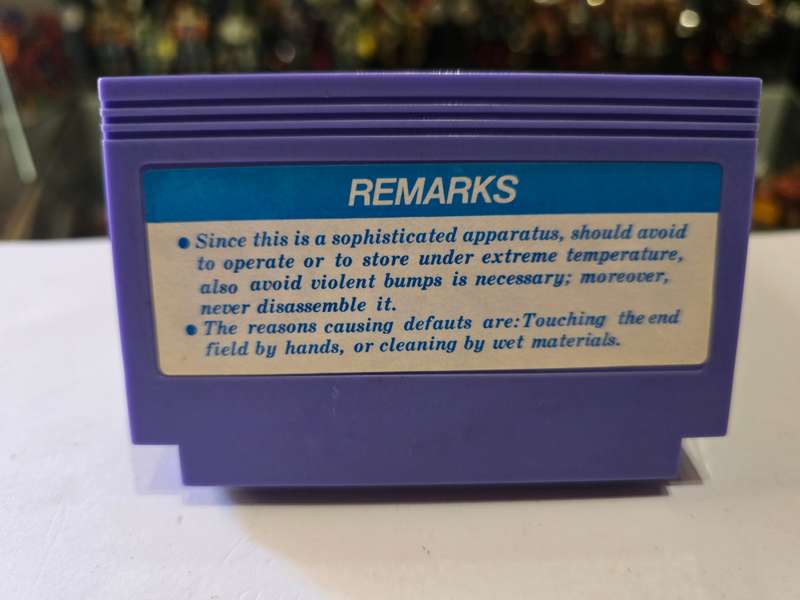 REMARKS
● Since this is a sophisticated apparatus, should avoid
to operate or to store under extreme temperature,
also avoid violent bumps is necessary; moreover,
never disassemble it.
● The reasons causing defauts are:Touching the end
field by hands, or cleaning by wet materials.